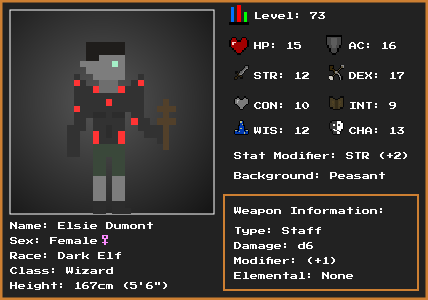 Level: 73
HP: 15 AC: 16
STR: 12 DEX: 17
CON: 10 INT: 9
WIS: 12 CHA: 13
Stat Modifier: STR (+2)
Background: Peasant
Name: Elsie Dumont
Sex: Female♀
Race: Dark Elf
Class: Wizard
Height: 167cm (5'6")
Weapon Information:
Type: Staff
Damage: d6
Modifier: (+1)
Elemental: None